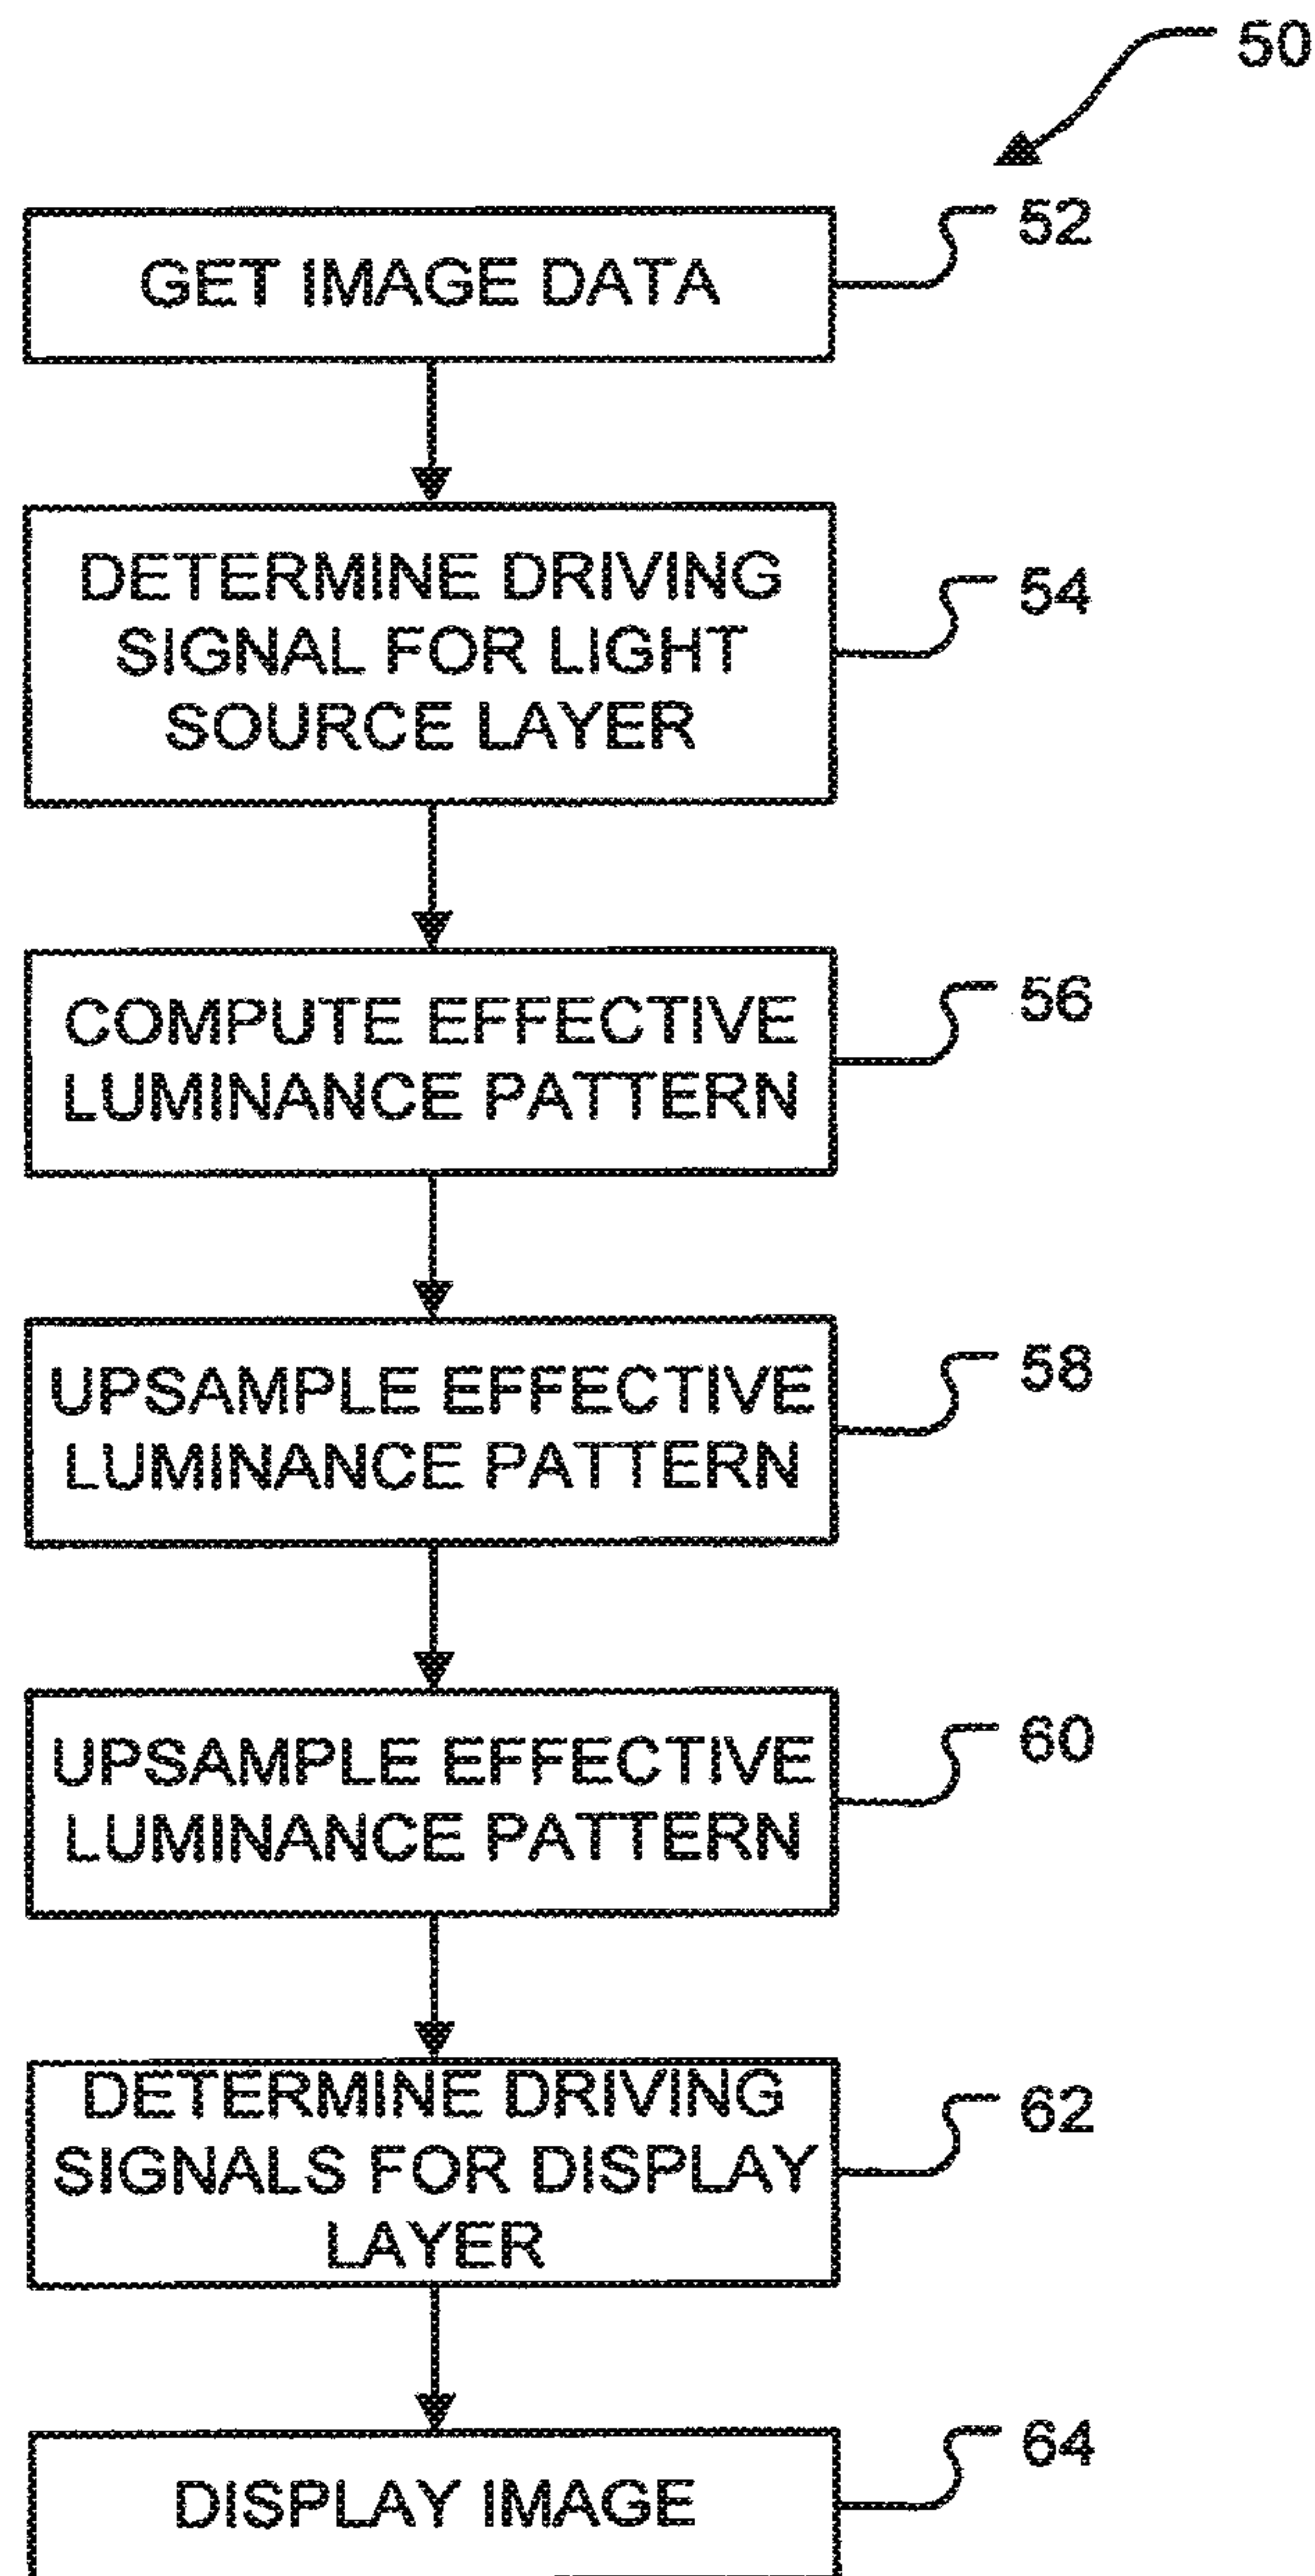 50
GET IMAGE DATA
52
DETERMINE DRIVING
SIGNAL FOR LIGHT
SOURCE LAYER
54
COMPUTE EFFECTIVE
LUMINANCE PATTERN
56
UPSAMPLE EFFECTIVE
LUMINANCE PATTERN
58
UPSAMPLE EFFECTIVE
LUMINANCE PATTERN
60
DETERMINE DRIVING
SIGNALS FOR DISPLAY
LAYER
62
DISPLAY IMAGE
64